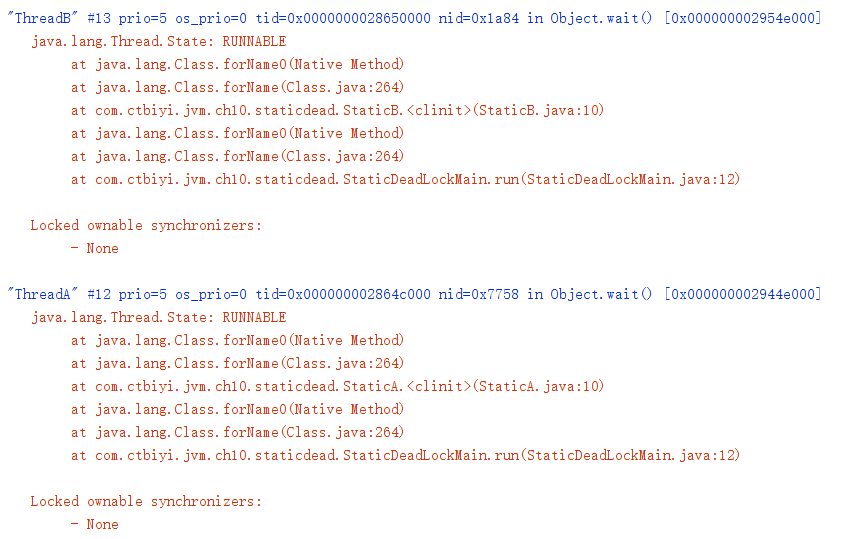 "ThreadB" #13 prio=5 os_prio=0 tid=0x0000000028650000 nid=0x1a84 in Object.wait() [0x000000002954e000]
java.lang.Thread.State: RUNNABLE
at java.lang.Class.forName0(Native Method)
at java.lang.Class.forName(Class.java:264)
at com.ctbiyi.jvm.ch10.staticdead.StaticB.<clinit>(StaticB.java:10)
at java.lang.Class.forName0(Native Method)
at java.lang.Class.forName(Class.java:264)
at com.ctbiyi.jvm.ch10.staticdead.StaticDeadLockMain.run(StaticDeadLockMain.java:12)
Locked ownable synchronizers:
- None
"ThreadA" #12 prio=5 os_prio=0 tid=0x000000002864c000 nid=0x7758 in Object.wait() [0x000000002944e000]
java.lang.Thread.State: RUNNABLE
at java.lang.Class.forName0(Native Method)
at java.lang.Class.forName(Class.java:264)
at com.ctbiyi.jvm.ch10.staticdead.StaticA.<clinit>(StaticA.java:10)
at java.lang.Class.forName0(Native Method)
at java.lang.Class.forName(Class.java:264)
at com.ctbiyi.jvm.ch10.staticdead.StaticDeadLockMain.run(StaticDeadLockMain.java:12)
Locked ownable synchronizers:
- None